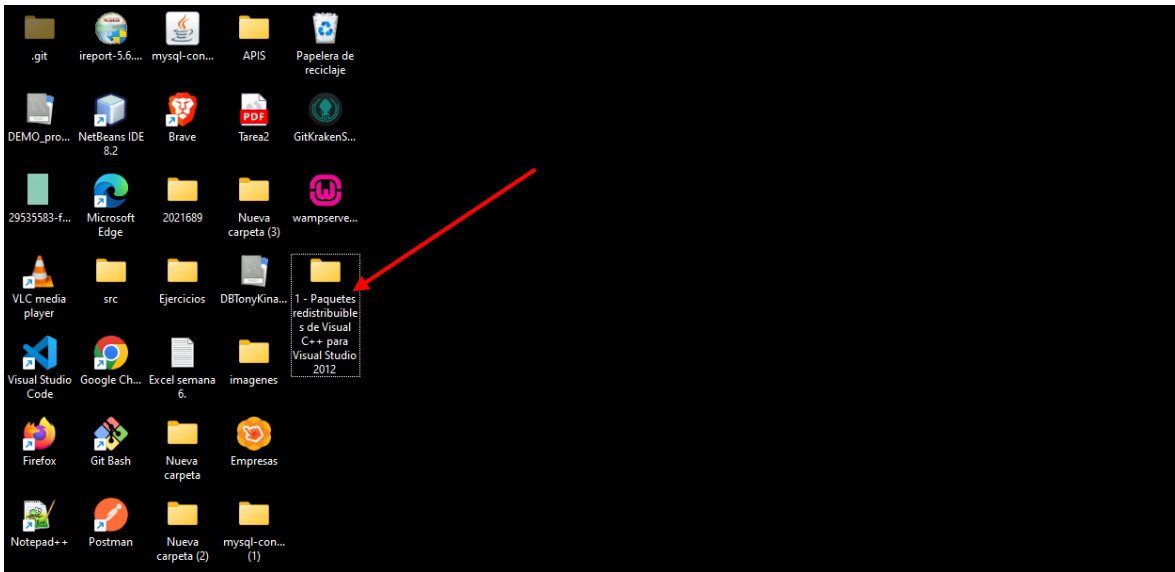 .git
ireport-5.6....
mysql-con...
APIS
Papelera de
reciclaje
DEMO_pro...
NetBeans IDE
8.2
Brave
PDF
Tarea2
GitKrakenS...
29535583-f...
Microsoft
Edge
2021689
Nueva
carpeta (3)
wampserve...
VLC media
player
src
Ejercicios
DBTonyKina...
1 - Paquetes
redistribuible
s de Visual
C++ para
Visual Studio
2012
Visual Studio
Code
Google Ch...
Excel semana
6.
imagenes
Firefox
Git Bash
Nueva
carpeta
Empresas
Notepad++
Postman
Nueva
carpeta (2)
mysql-con...
(1)